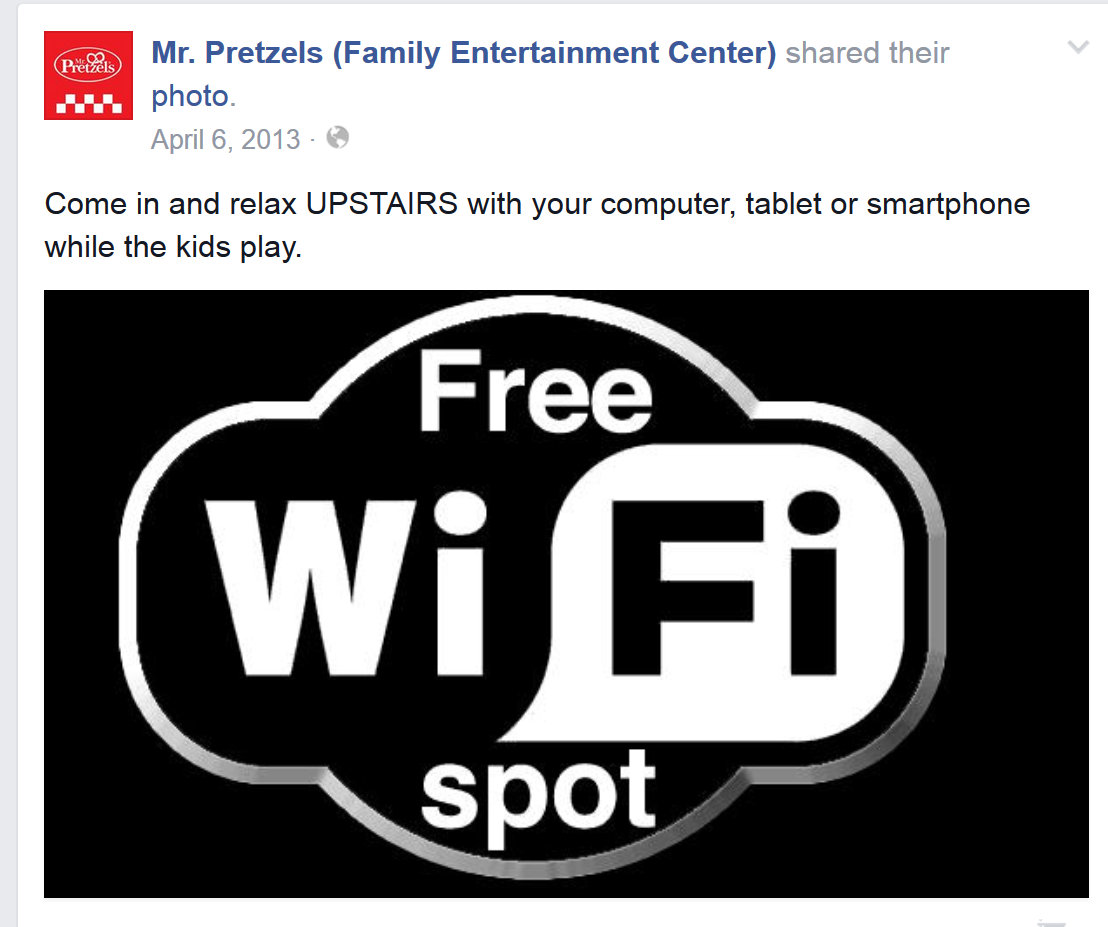 Mr. Pretzels (Family Entertainment Center) shared their
photo.
April 6, 2013 ·
Mr.
Pretzels
Come in and relax UPSTAIRS with your computer, tablet or smartphone
while the kids play.
Free
Wi Fi
spot